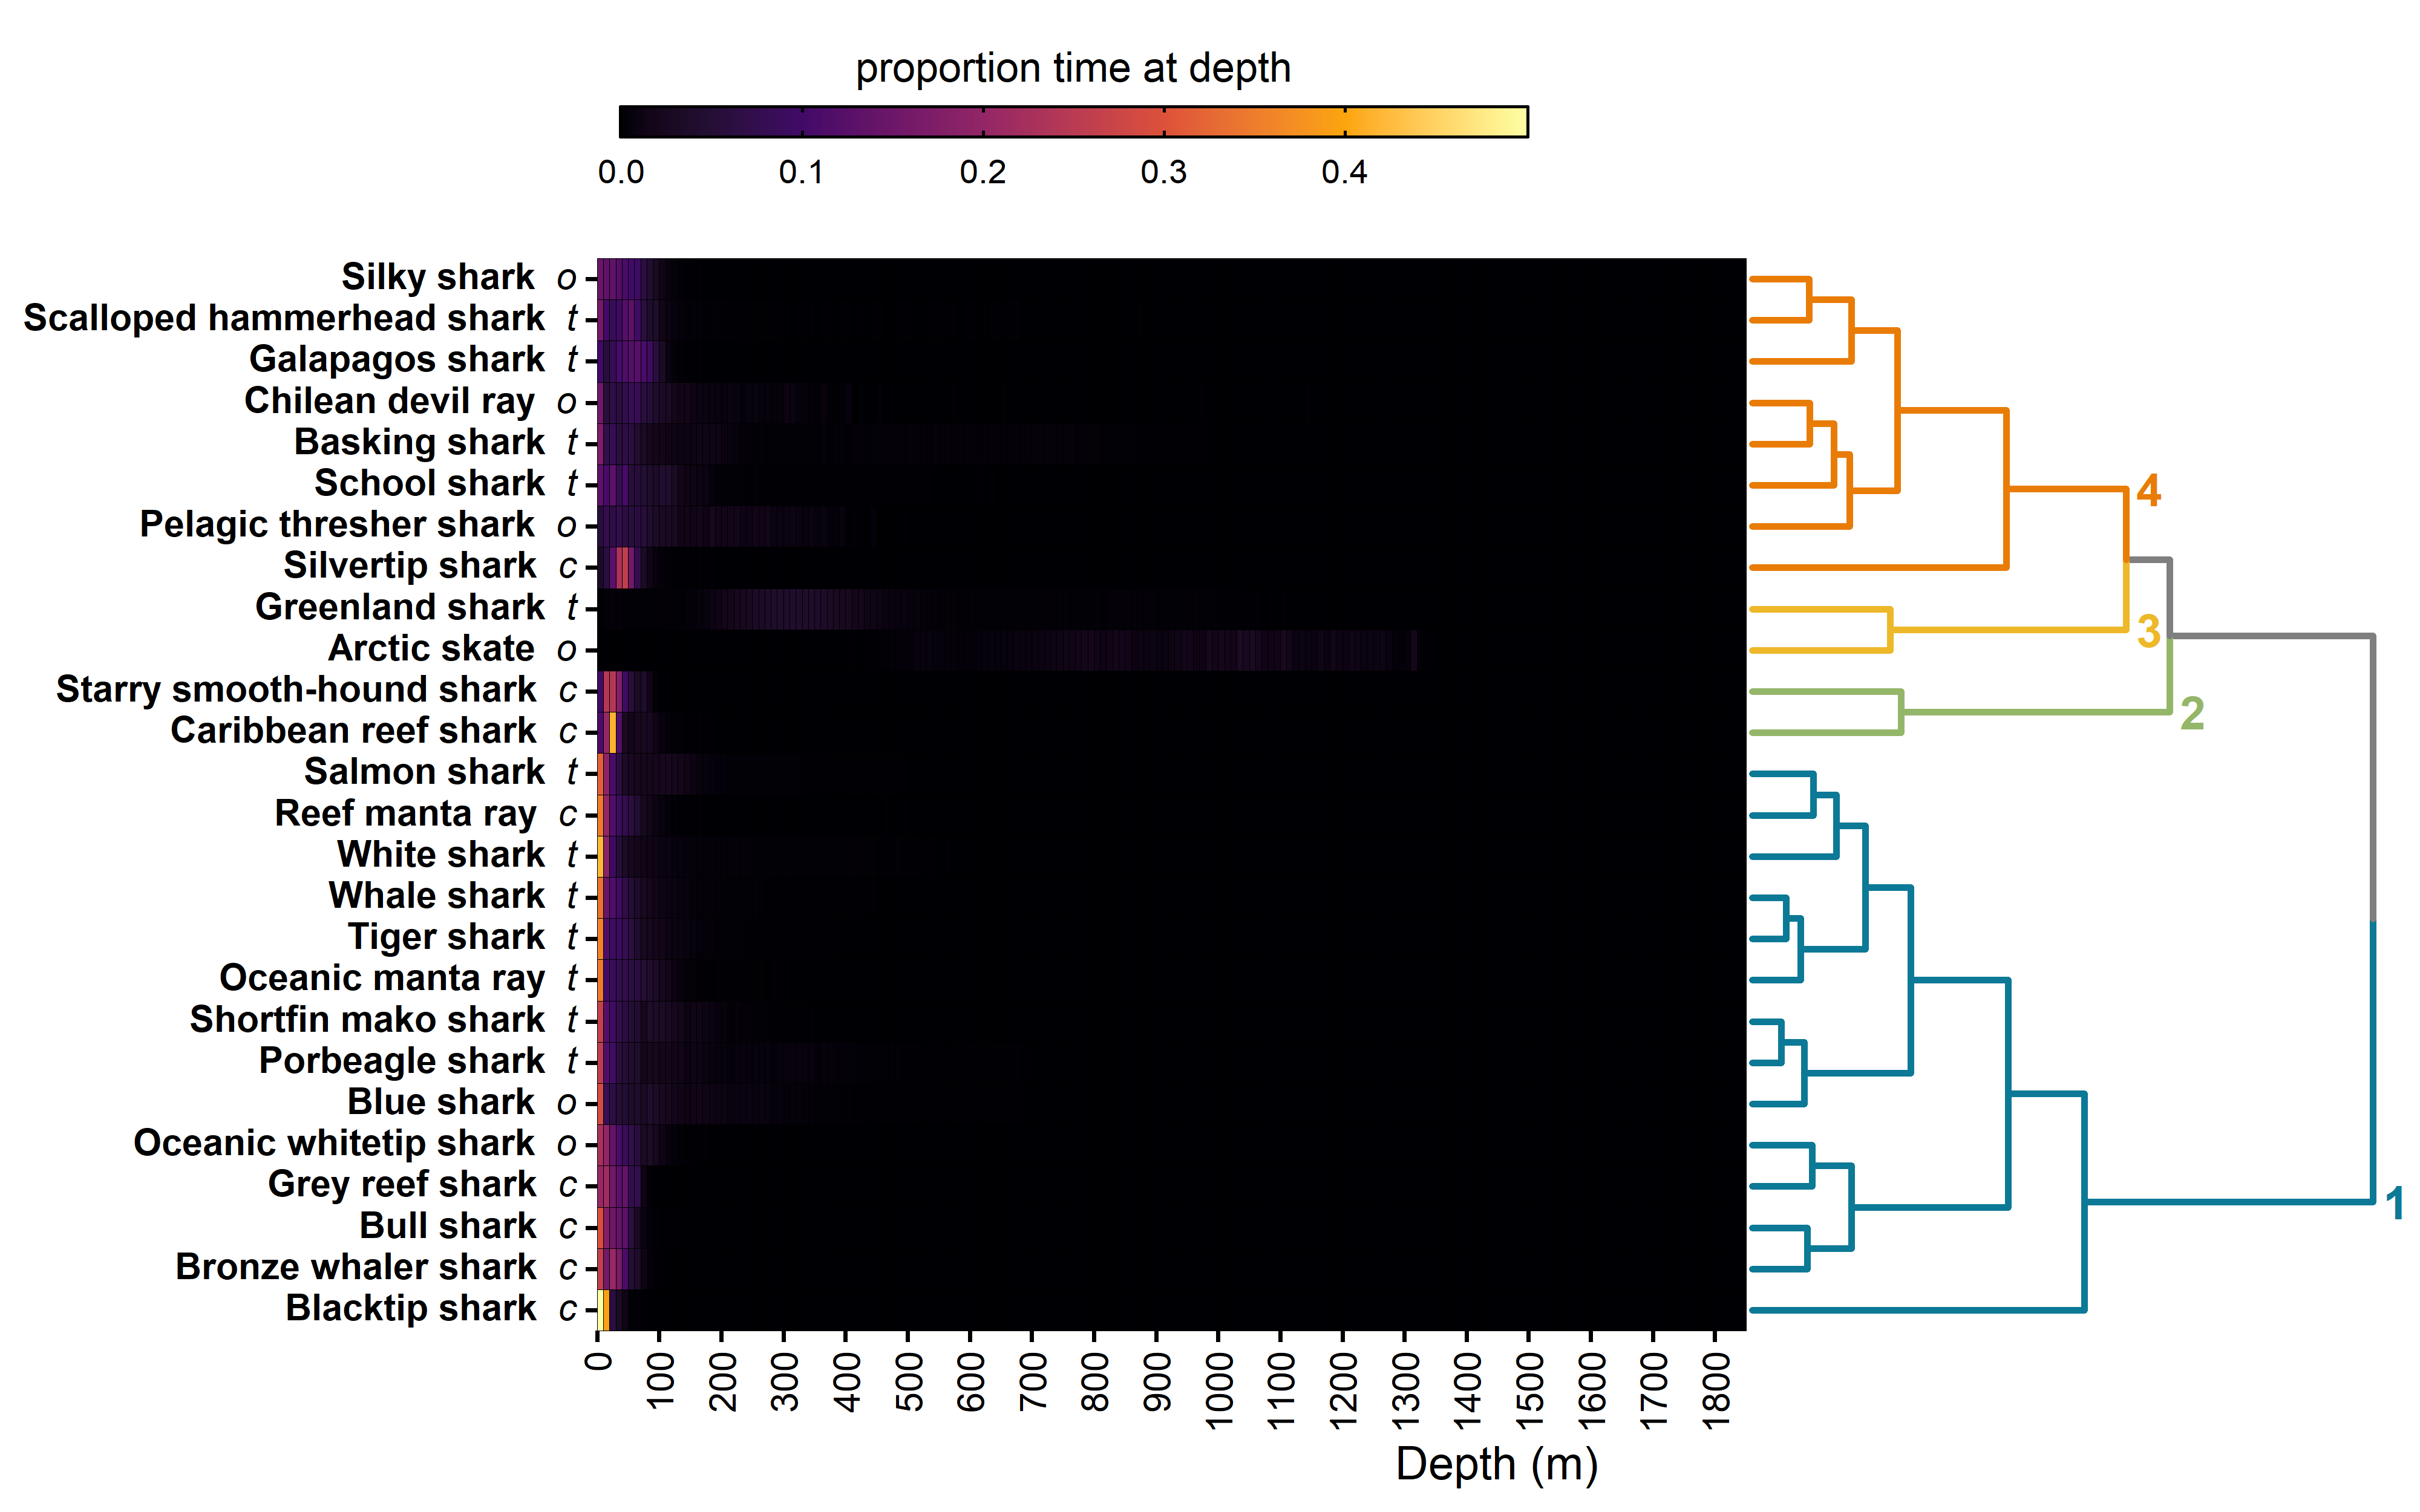 proportion time at depth
0.0 0.1 0.2 0.3 0.4
Silky shark o
Scalloped hammerhead shark t
Galapagos shark t
Chilean devil ray o
Basking shark t
School shark t
4
Pelagic thresher shark o
Silvertip shark c
Greenland shark t
3
Arctic skate o
Starry smooth-hound shark c
2
Caribbean reef shark c
Salmon shark t
Reef manta ray c
White shark t
Whale shark t
Tiger shark t
Oceanic manta ray t
Shortfin mako shark t
Porbeagle shark t
Blue shark o
Oceanic whitetip shark o
Grey reef shark c
1
Bull shark c
Bronze whaler shark c
Blacktip shark c
0 100 200 300 400 500 600 700 800 900 1000 1100 1200 1300 1400 1500 1600 1700 1800
Depth (m)